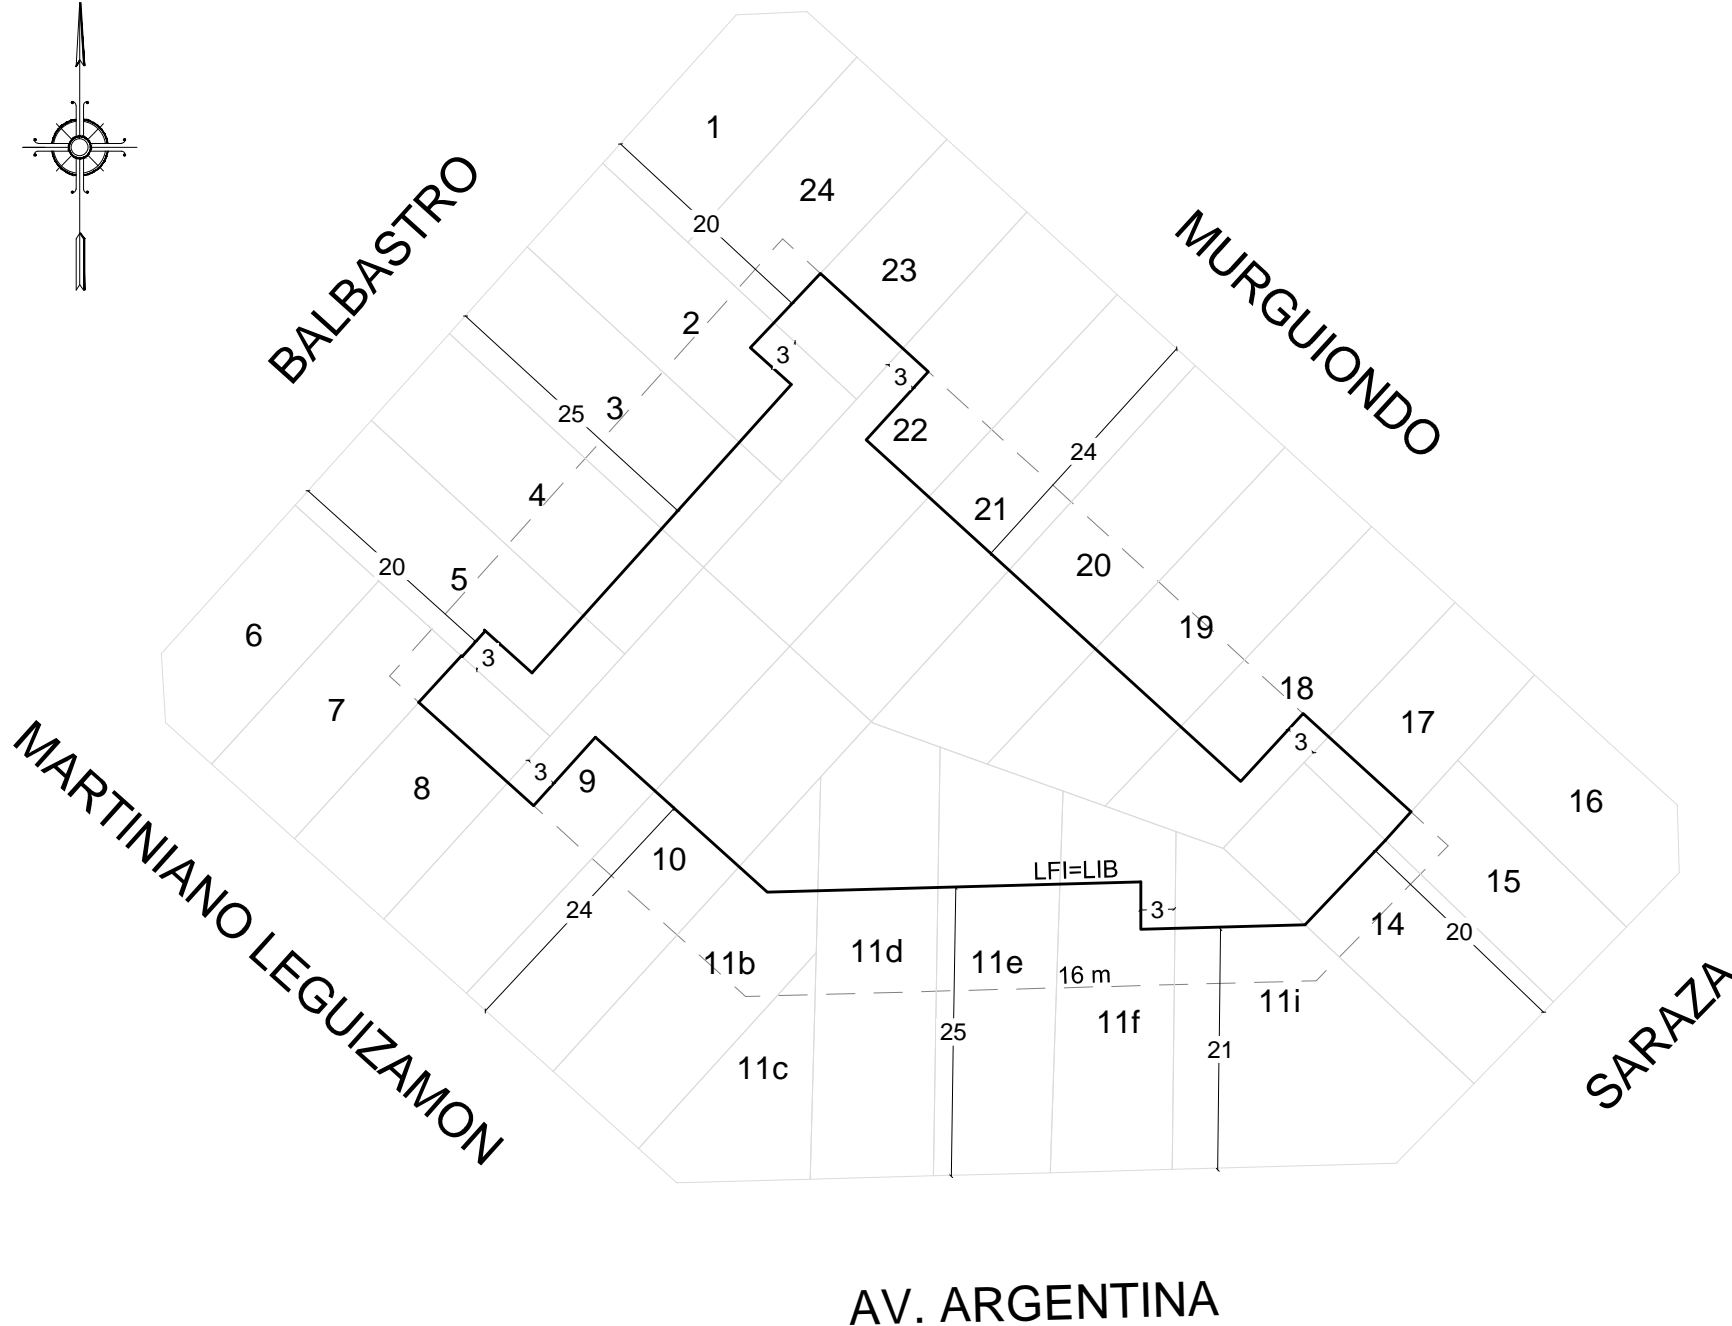 1
24
BALBASTRO
20
MURGUIONDO
23
2
3
3
3
25
22
24
4
21
20
5
20
19
6
3
18
7
17
3
MARTINIANO LEGUIZAMON
8
3
9
16
10
LFI=LIB
15
24
3
14
20
11b
11d
11e
16 m
11i
SARAZA
11f
25
21
11c
AV. ARGENTINA